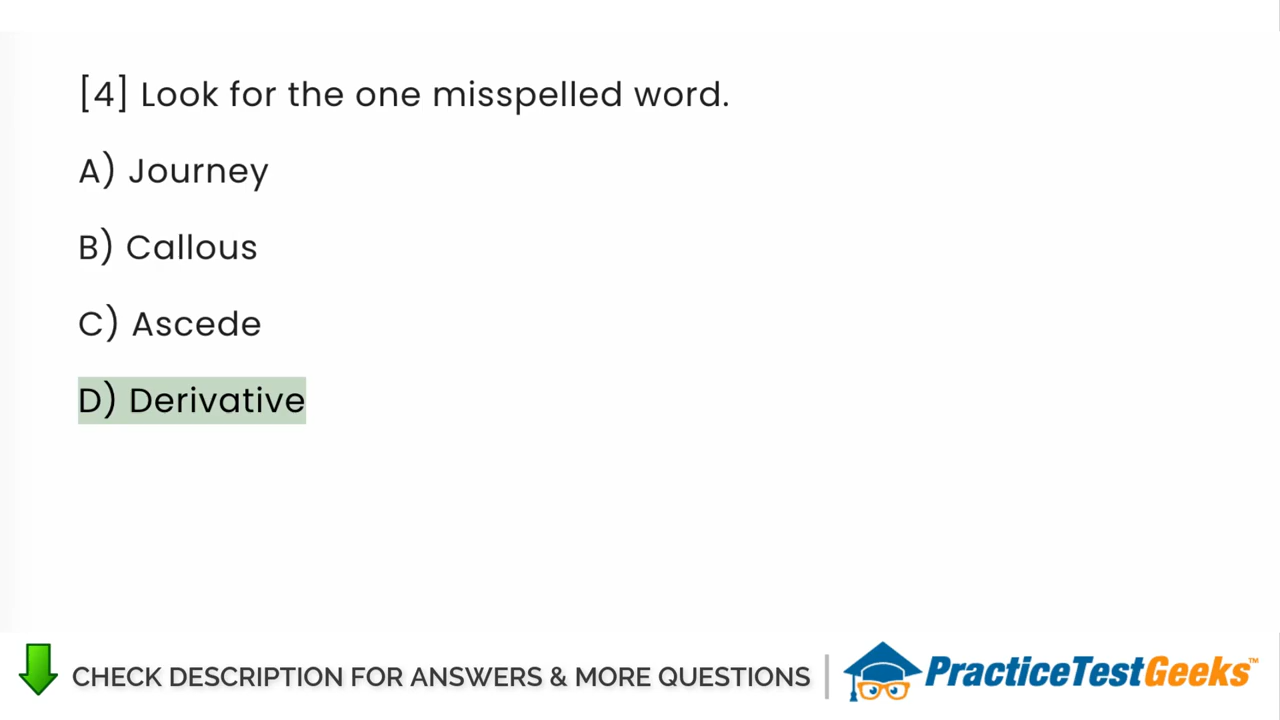 [4] Look for the one misspelled word.
A) Journey
B) Callous
C) Ascede
D) Derivative
CHECK DESCRIPTION FOR ANSWERS & MORE QUESTIONS
PracticeTestGeeks™